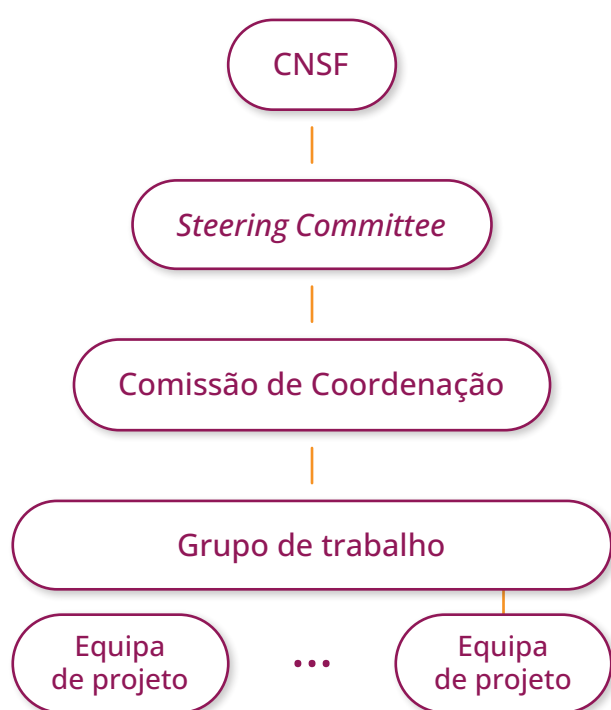 CNSF
Steering Committee
Comissão de Coordenação
Grupo de trabalho
Equipa
de projeto
...
Equipa
de projeto